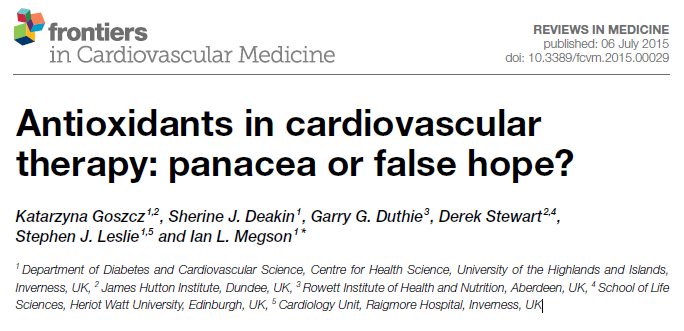 frontiers
in Cardiovascular Medicine
REVIEWS IN MEDICINE
published: 06 July 2015
doi: 10.3389/fcvm.2015.00029
Antioxidants in cardiovascular
therapy: panacea or false hope?
Katarzyna Goszcz1,2, Sherine J. Deakin1, Garry G. Duthie3, Derek Stewart2,4,
Stephen J. Leslie1,5 and Ian L. Megson1*
1 Department of Diabetes and Cardiovascular Science, Centre for Health Science, University of the Highlands and Islands,
Inverness, UK, 2 James Hutton Institute, Dundee, UK, 3 Rowett Institute of Health and Nutrition, Aberdeen, UK, 4 School of Life
Sciences, Heriot Watt University, Edinburgh, UK, 5 Cardiology Unit, Raigmore Hospital, Inverness, UK